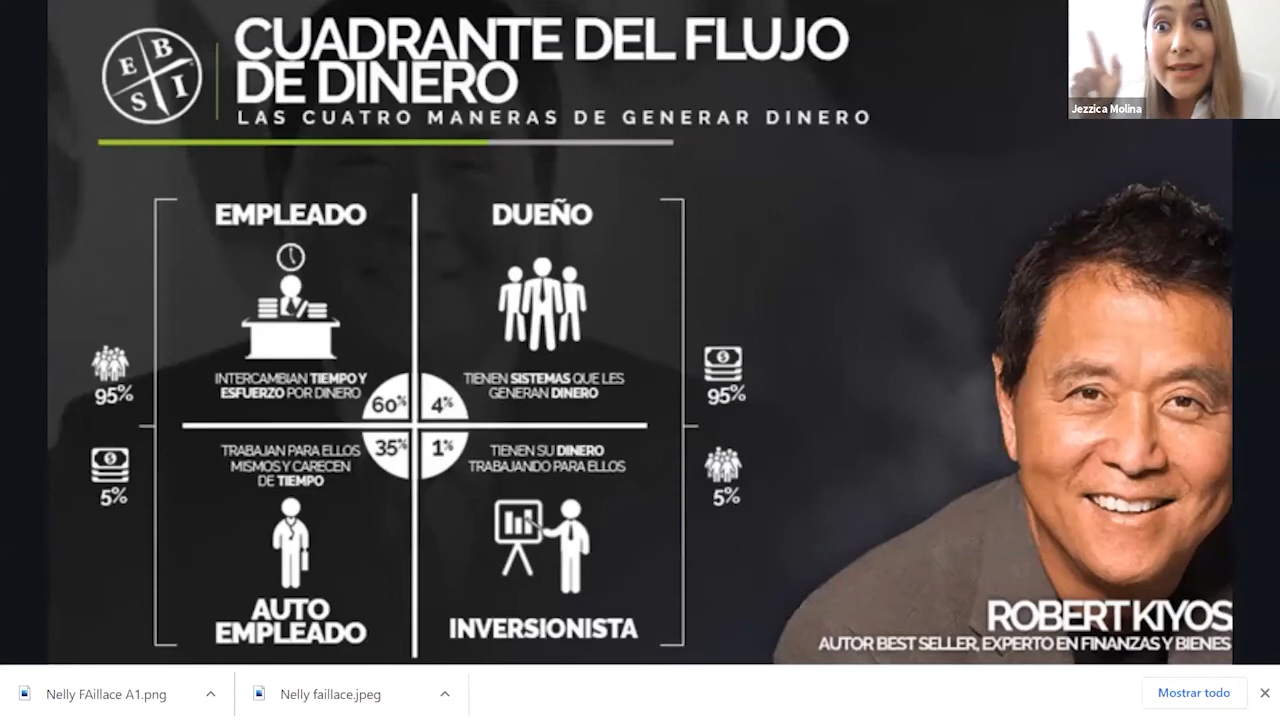 CUADRANTE DEL FLUJO
DE DINERO
LAS CUATRO MANERAS DE GENERAR DINERO
E B
S I
Jezzica Molina
EMPLEADO
DUEÑO
INTERCAMBIAN TIEMPO Y
ESFUERZO POR DINERO
TIENEN SISTEMAS QUE LES
GENERAN DINERO
95%
60%
4%
95%
5%
35%
1%
5%
TRABAJAN PARA ELLOS
MISMOS Y CARECEN
DE TIEMPO
TIENEN SU DINERO
TRABAJANDO PARA ELLOS
AUTO
EMPLEADO
INVERSIONISTA
ROBERT KIYOS
AUTOR BEST SELLER, EXPERTO EN FINANZAS Y BIENES
Nelly FAillace A1.png
Nelly faillace.jpeg
Mostrar todo